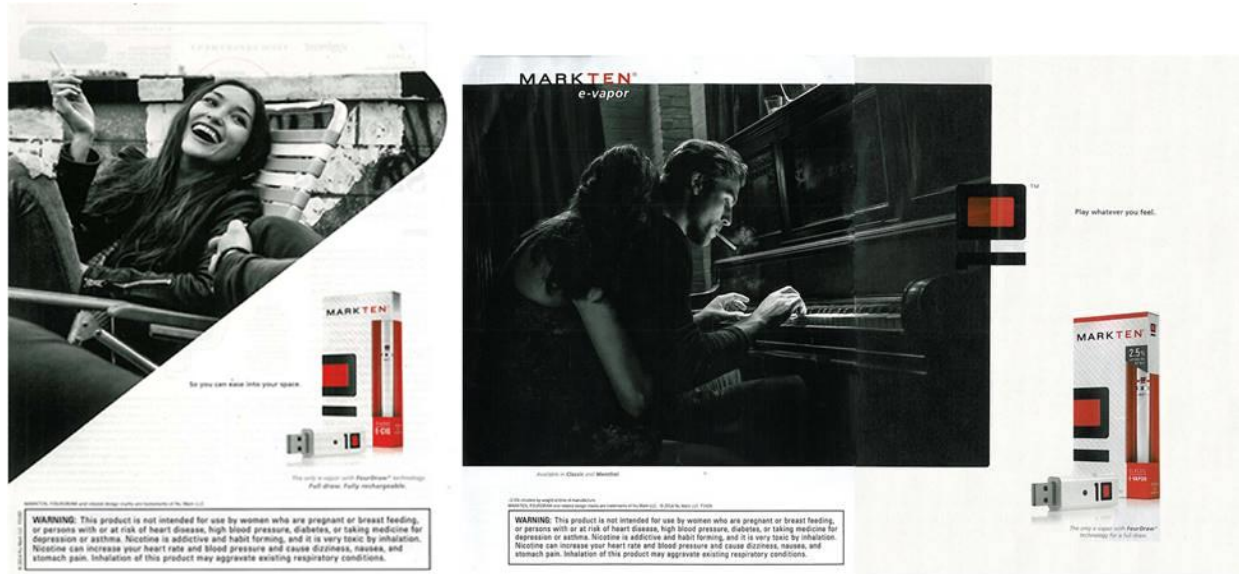 So you can ease into your space.
MARKTEN®
E-CIG
The only e-vapor with FourDraw™ technology
Full draw. Fully rechargeable.
WARNING: This product is not intended for use by women who are pregnant or breast feeding,
or persons with or at risk of heart disease, high blood pressure, diabetes, or taking medicine for
depression or asthma. Nicotine is addictive and habit forming, and it is very toxic by inhalation.
Nicotine can increase your heart rate and blood pressure and cause dizziness, nausea, and
stomach pain. Inhalation of this product may aggravate existing respiratory conditions.
MARKTEN®
e-vapor
TM
Play whatever you feel.
MARKTEN
2.5%
E-VAPOR
The only e-vapor with FourDraw™
technology for a full draw.
Available in Classic and Menthol
WARNING: This product is not intended for use by women who are pregnant or breast feeding,
or persons with or at risk of heart disease, high blood pressure, diabetes, or taking medicine for
depression or asthma. Nicotine is addictive and habit forming, and it is very toxic by inhalation.
Nicotine can increase your heart rate and blood pressure and cause dizziness, nausea, and
stomach pain. Inhalation of this product may aggravate existing respiratory conditions.